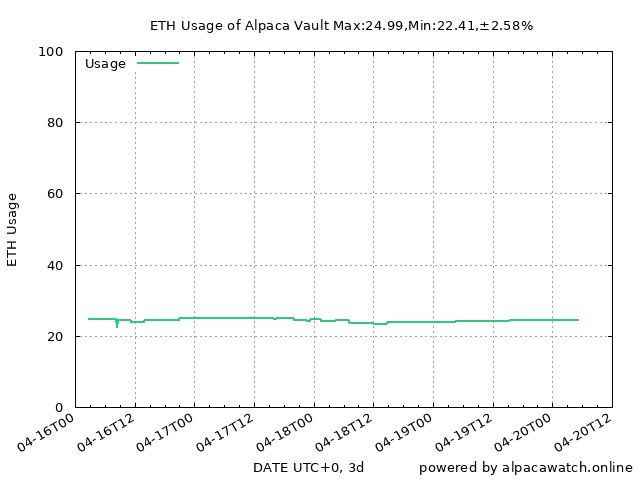 ETH Usage of Alpaca Vault Max:24.99,Min:22.41,±2.58%
Usage
100
80
60
40
20
0
ETH Usage
04-16T00
04-16T12
04-17T00
04-17T12
04-18T00
04-18T12
04-19T00
04-19T12
04-20T00
04-20T12
DATE UTC+0, 3d
powered by alpacawatch.online